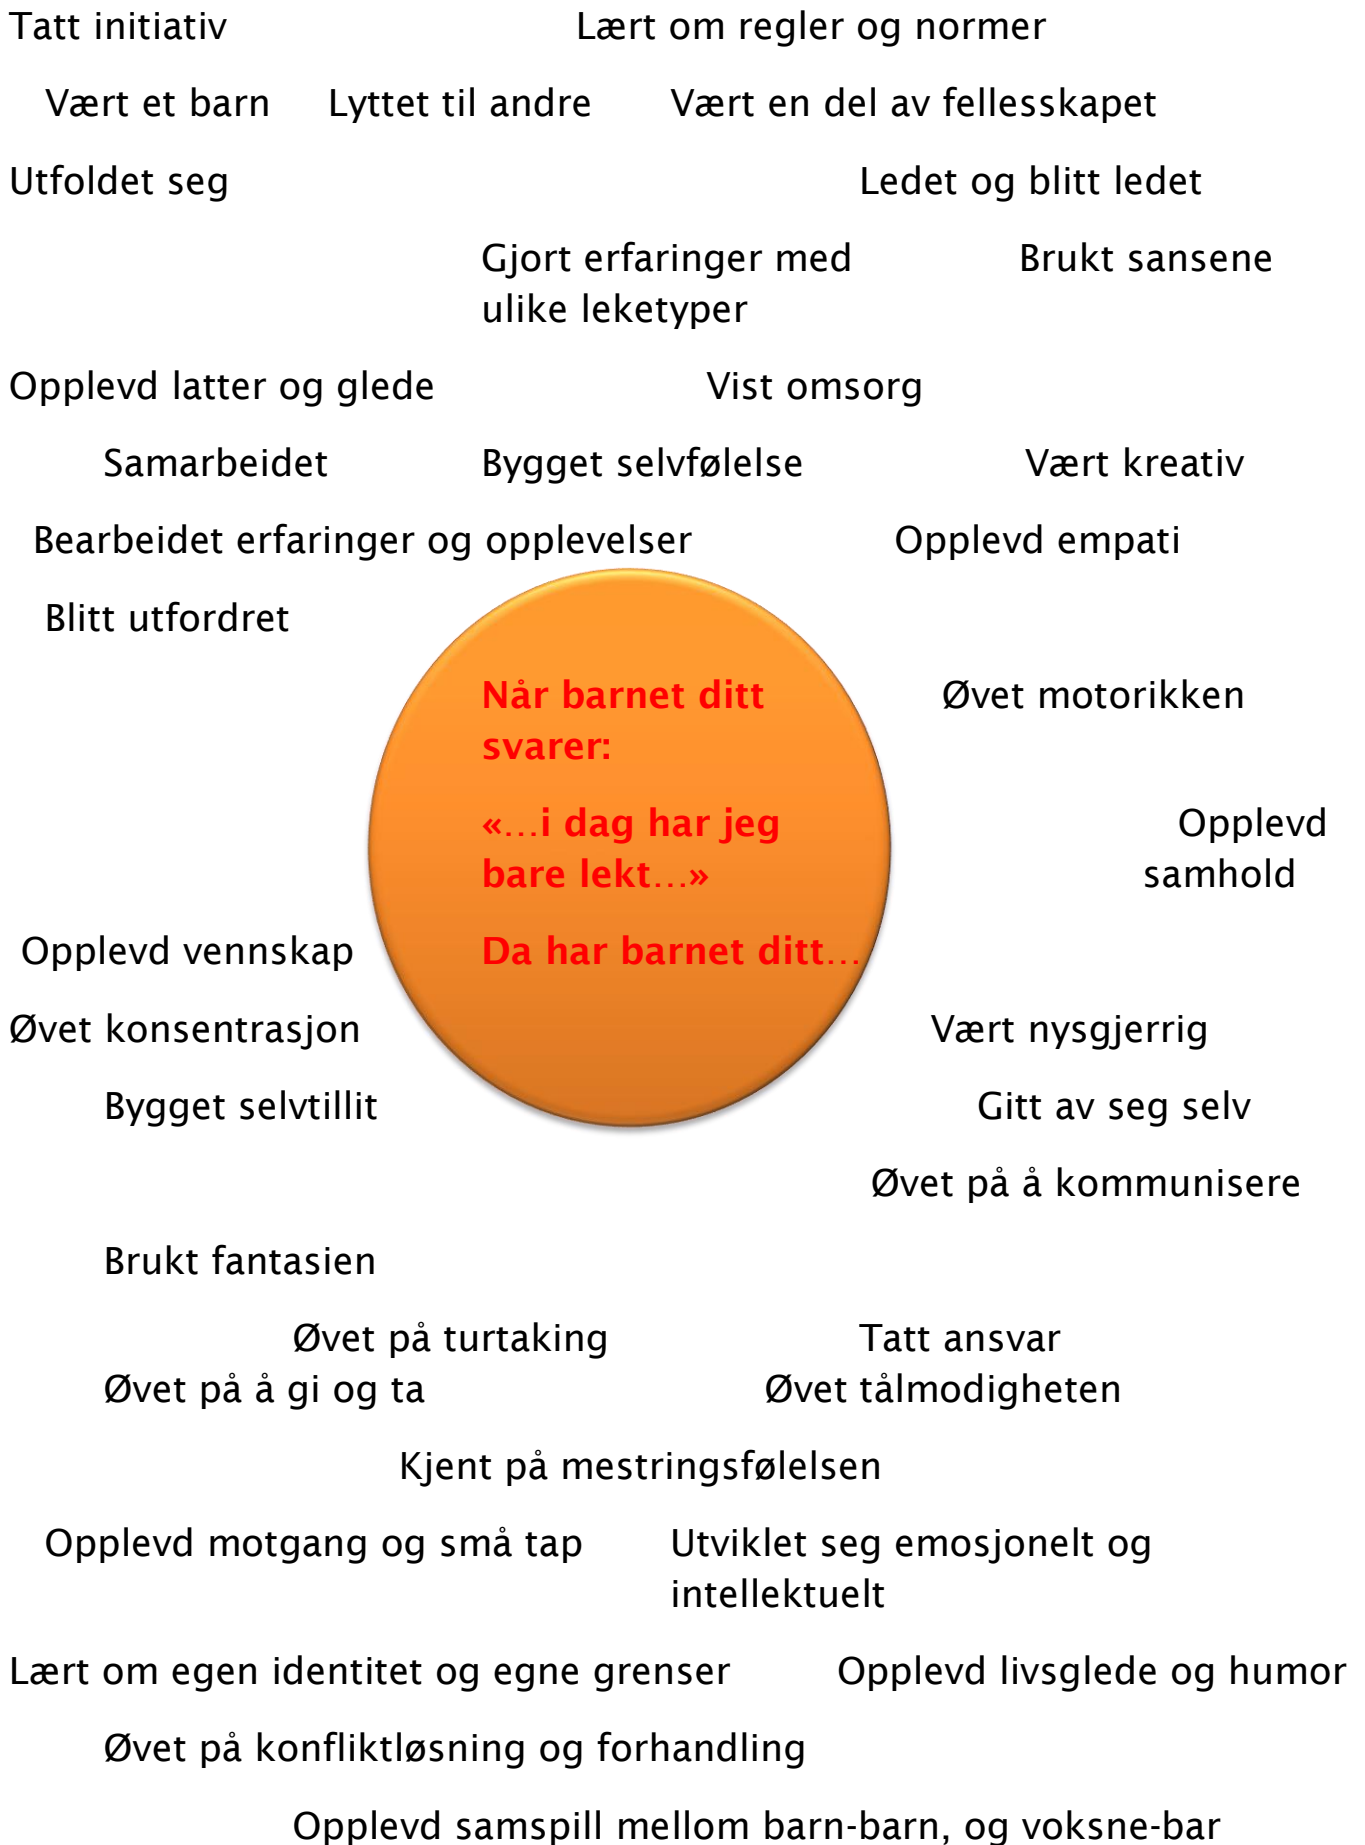 Tatt initiativ Lært om regler og normer
Vært et barn Lyttet til andre Vært en del av fellesskapet
Utfoldet seg Ledet og blitt ledet
Gjort erfaringer med Brukt sansene
ulike leketyper
Opplevd latter og glede Vist omsorg
Samarbeidet Bygget selvfølelse Vært kreativ
Bearbeidet erfaringer og opplevelser Opplevd empati
Blitt utfordret
Når barnet ditt Øvet motorikken
svarer:
«…i dag har jeg Opplevd
bare lekt…» samhold
Opplevd vennskap Da har barnet ditt…
Øvet konsentrasjon Vært nysgjerrig
Bygget selvtillit Gitt av seg selv
Øvet på å kommunisere
Brukt fantasien
Øvet på turtaking Tatt ansvar
Øvet på å gi og ta Øvet tålmodigheten
Kjent på mestringsfølelsen
Opplevd motgang og små tap Utviklet seg emosjonelt og
intellektuelt
Lært om egen identitet og egne grenser Opplevd livsglede og humor
Øvet på konfliktløsning og forhandling
Opplevd samspill mellom barn-barn, og voksne-bar